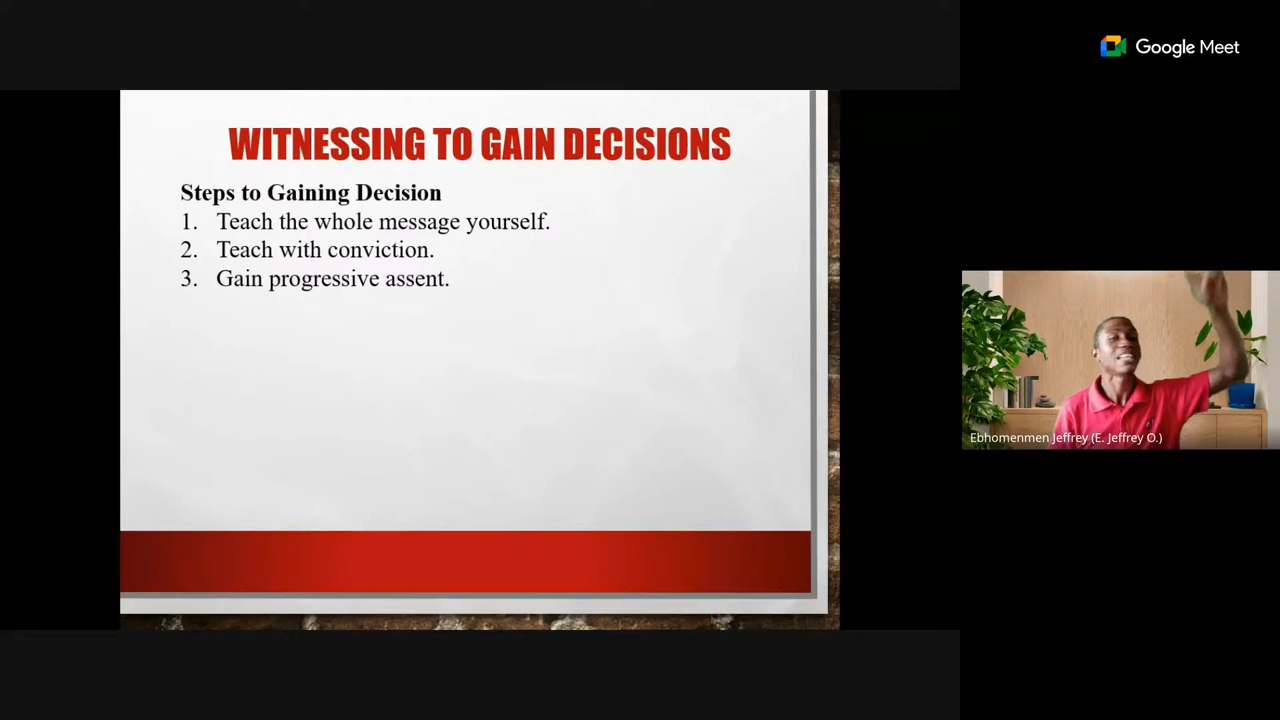 Google Meet
WITNESSING TO GAIN DECISIONS
Steps to Gaining Decision
1. Teach the whole message yourself.
2. Teach with conviction.
3. Gain progressive assent.
Ebhomenmen Jeffrey (E. Jeffrey O.)